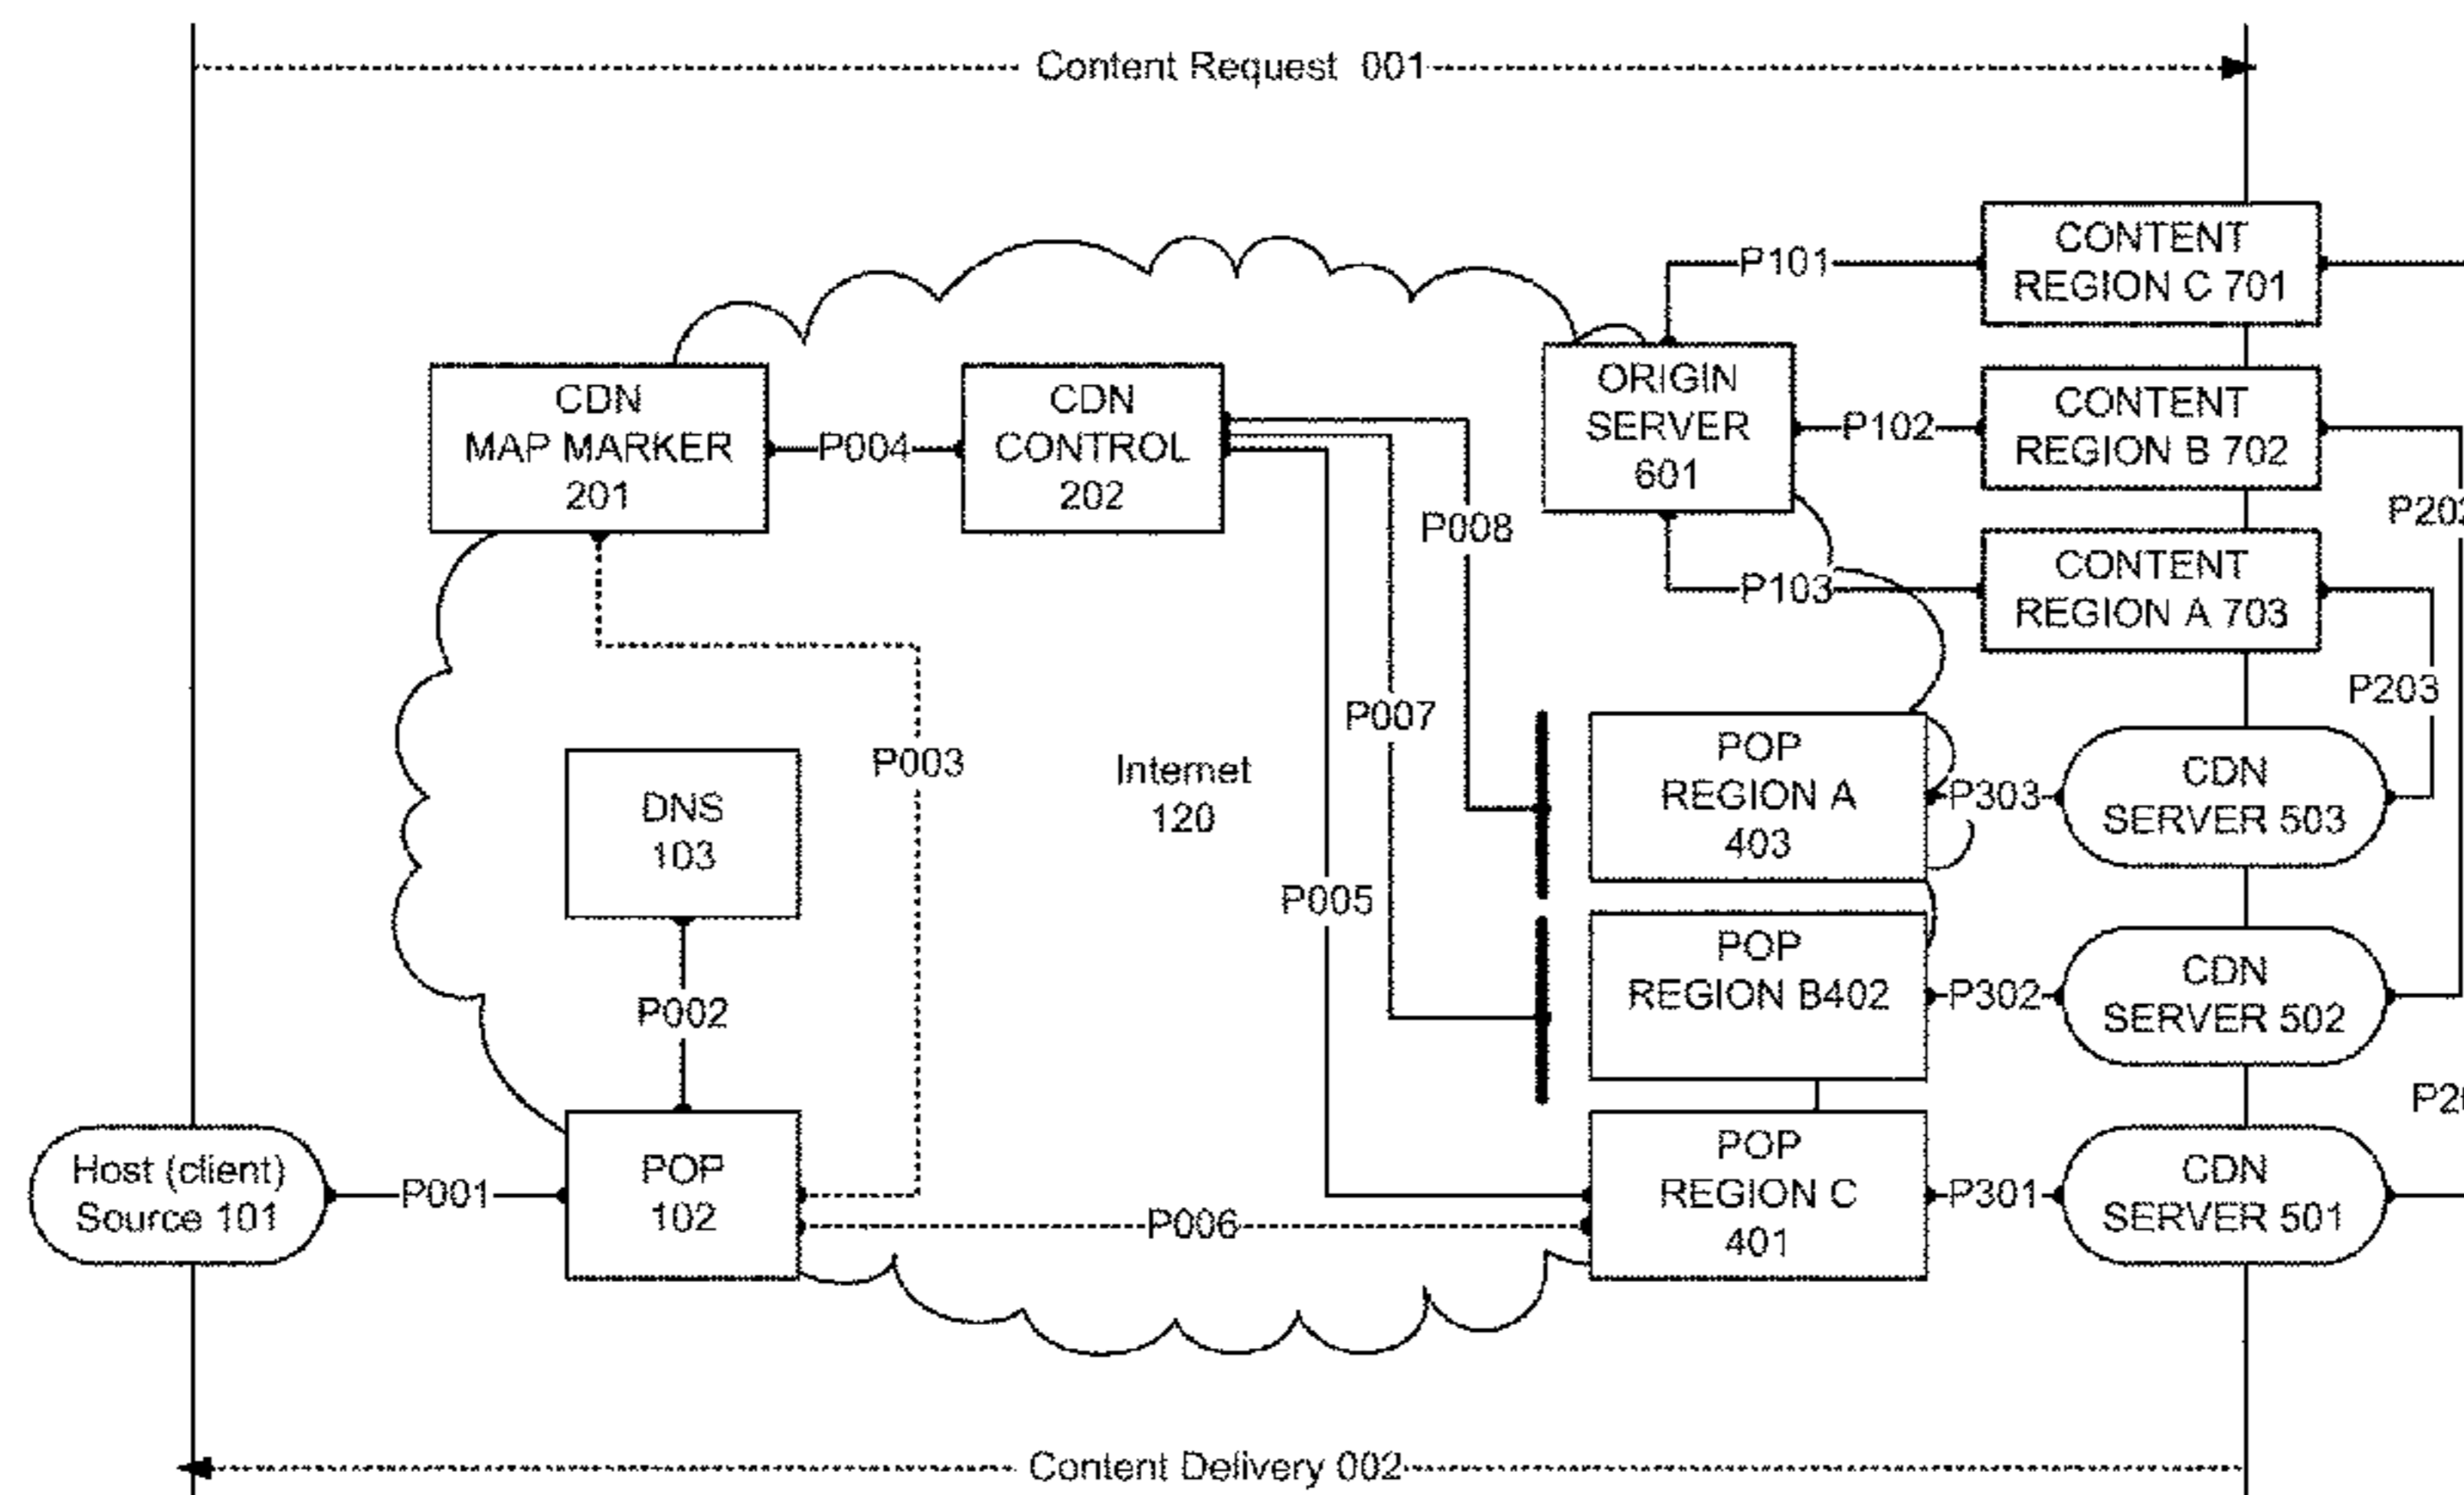 Content Request 001
P101
CONTENT
REGION C 701
CDN
MAP MARKER
201
P004
CDN
CONTROL
202
ORIGIN
SERVER
601
P102
CONTENT
REGION B 702
P008
P103
CONTENT
REGION A 703
P203
P007
P003
Internet
120
DNS
103
POP
REGION A
403
P303
CDN
SERVER 503
P005
P002
POP
REGION B402
P302
CDN
SERVER 502
Host (client)
Source 101
P001
POP
102
P006
POP
REGION C
401
P301
CDN
SERVER 501
Content Delivery 002